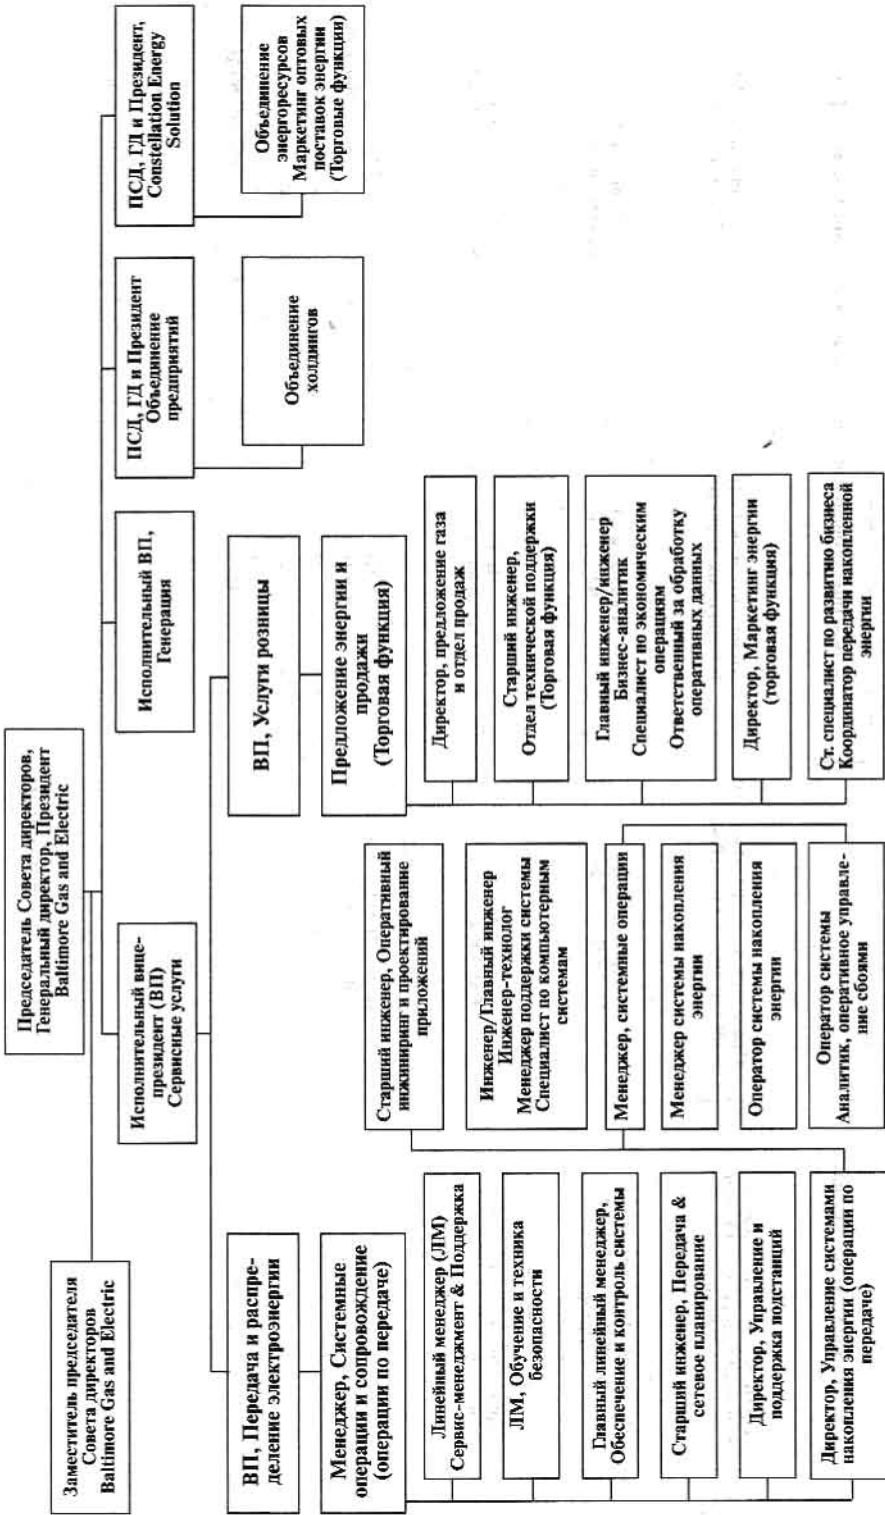 Председатель Совета директоров,
Генеральный директор, Президент
Baltimore Gas and Electric
Заместитель председателя
Совета директоров
Baltimore Gas and Electric
Исполнительный вице-
президент (ВП)
Сервисные услуги
Исполнительный ВП,
Генерация
ПСД, ГД и Президент
Объединение
предприятий
ПСД, ГД и Президент,
Constellation Energy
Solution
Объединение
холдингов
Объединение
энергоресурсов
Маркетинг оптовых
поставок энергии
(Торговые функции)
ВП, Передача и распре-
деление электроэнергии
ВП, Услуги розницы
Менеджер, Системные
операции и сопровождение
(операции по передаче)
Предложение энергии и
продажи
(Торговая функция)
Линейный менеджер (ЛМ)
Сервис-менеджмент & Поддержка
ЛМ, Обучение и техника
безопасности
Главный линейный менеджер,
Обеспечение и контроль системы
Старший инженер, Передача &
сетевое планирование
Директор, Управление и
поддержка подстанций
Директор, Управление системами
накопления энергии (операции по
передаче)
Старший инженер, Оперативный
инжиниринг и проектирование
приложений
Инженер/Главный инженер
Инженер-технолог
Менеджер поддержки системы
Специалист по компьютерным
системам
Менеджер, системные операции
Менеджер системы накопления
энергии
Оператор системы накопления
энергии
Оператор системы
Аналитик, оперативное управле-
ние сбоями
Директор, предложение газа
и отдел продаж
Старший инженер,
Отдел технической поддержки
(Торговая функция)
Главный инженер/инженер
Бизнес-аналитик
Специалист по экономическим
операциям
Ответственный за обработку
оперативных данных
Директор, Маркетинг энергии
(торговая функция)
Ст. специалист по развитию бизнеса
Координатор передачи накопленной
энергии